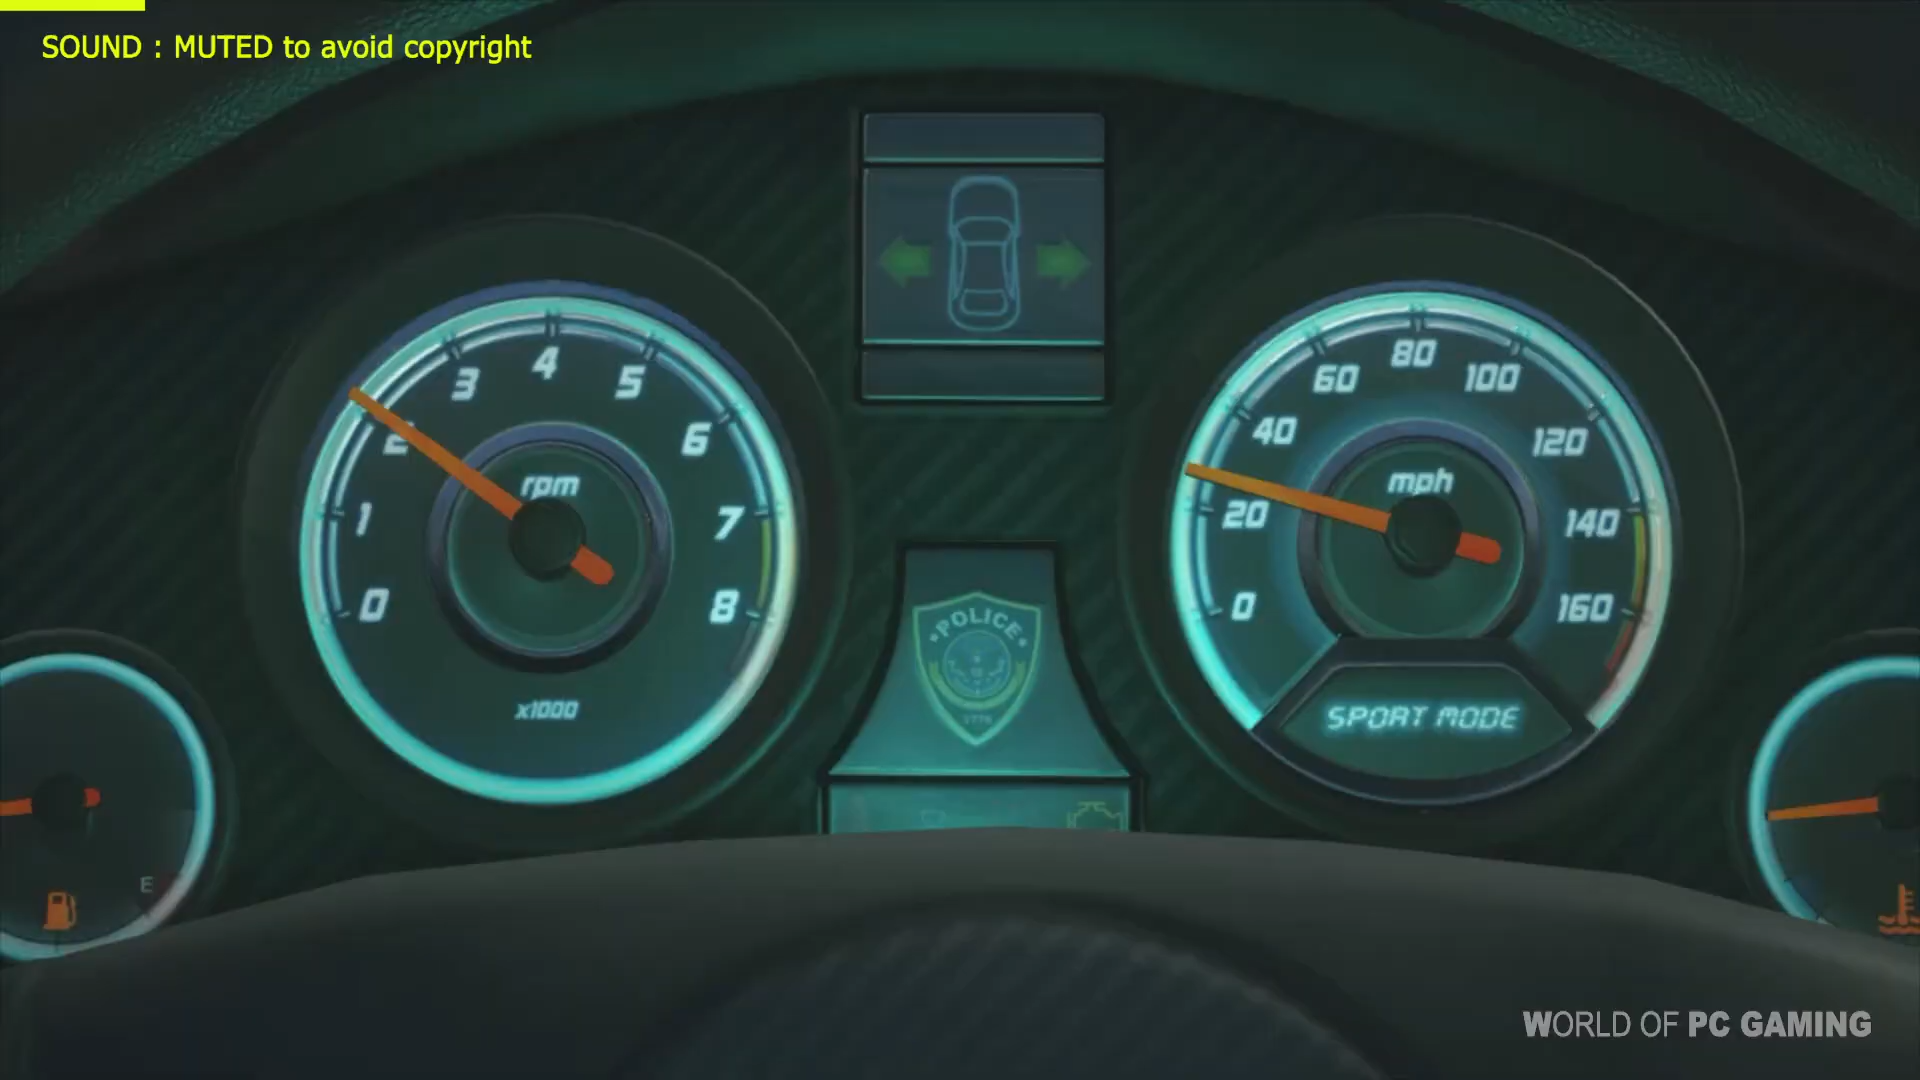 SOUND : MUTED to avoid copyright
0
1
2
3
4
5
6
7
8
rpm
x1000
POLICE
0
20
40
60
80
100
120
140
160
mph
SPORT MODE
E
WORLD OF PC GAMING